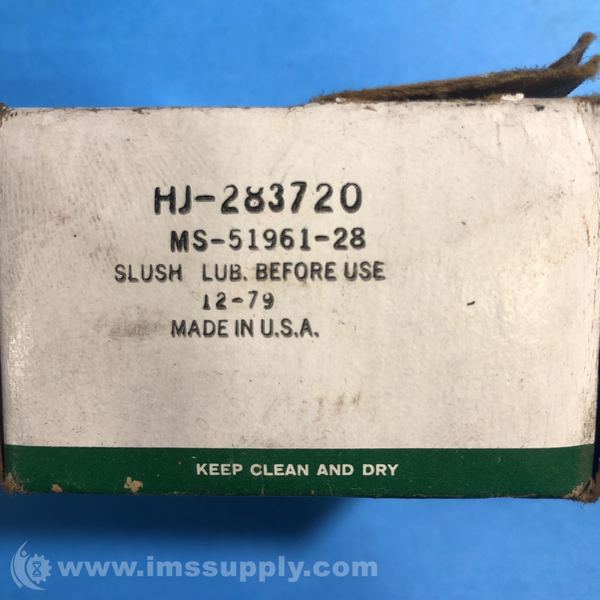 HJ-283720
MS-51961-28
SLUSH LUB. BEFORE USE
12-79
MADE IN U.S.A.
KEEP CLEAN AND DRY
www.imssupply.com